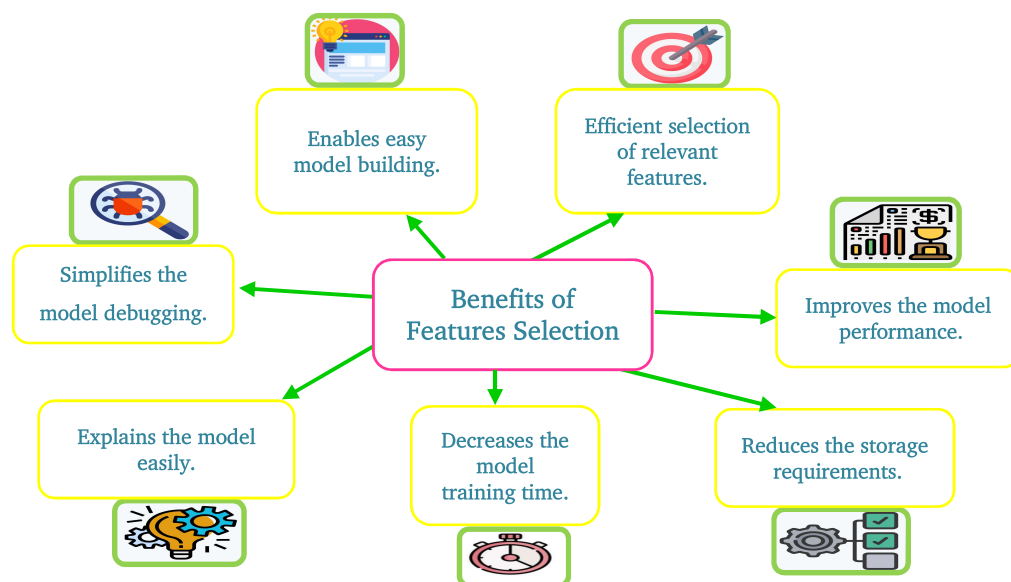 Enables easy
model building.
Efficient selection
of relevant
features.
Simplifies the
model debugging.
Benefits of
Features Selection
Improves the model
performance.
Explains the model
easily.
Decreases the
model
training time.
Reduces the storage
requirements.